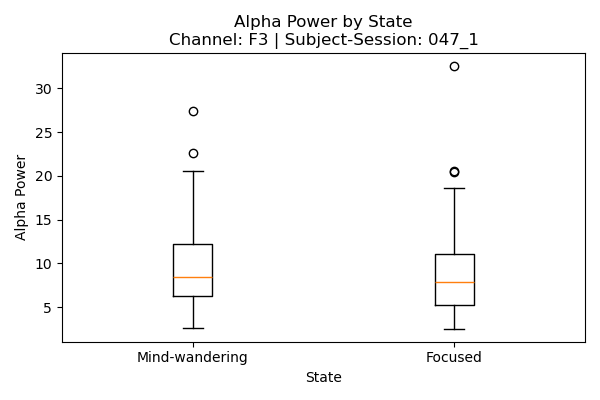 Alpha Power by State
Channel: F3 | Subject-Session: 047_1
Alpha Power
30
25
20
15
10
5
Mind-wandering
Focused
State